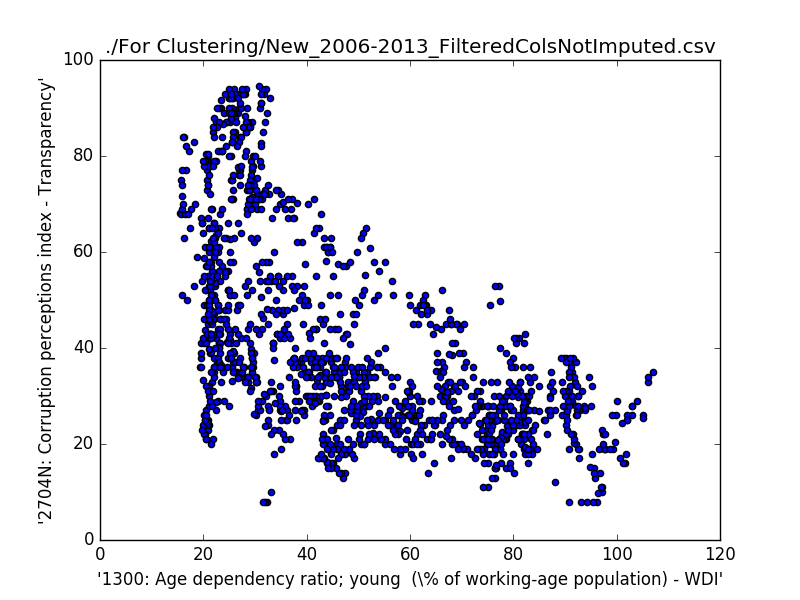 ./For Clustering/New_2006-2013_FilteredColsNotImputed.csv
100
80
60
40
20
0
'2704N: Corruption perceptions index - Transparency'
0 20 40 60 80 100 120
'1300: Age dependency ratio; young  (\% of working-age population) - WDI'